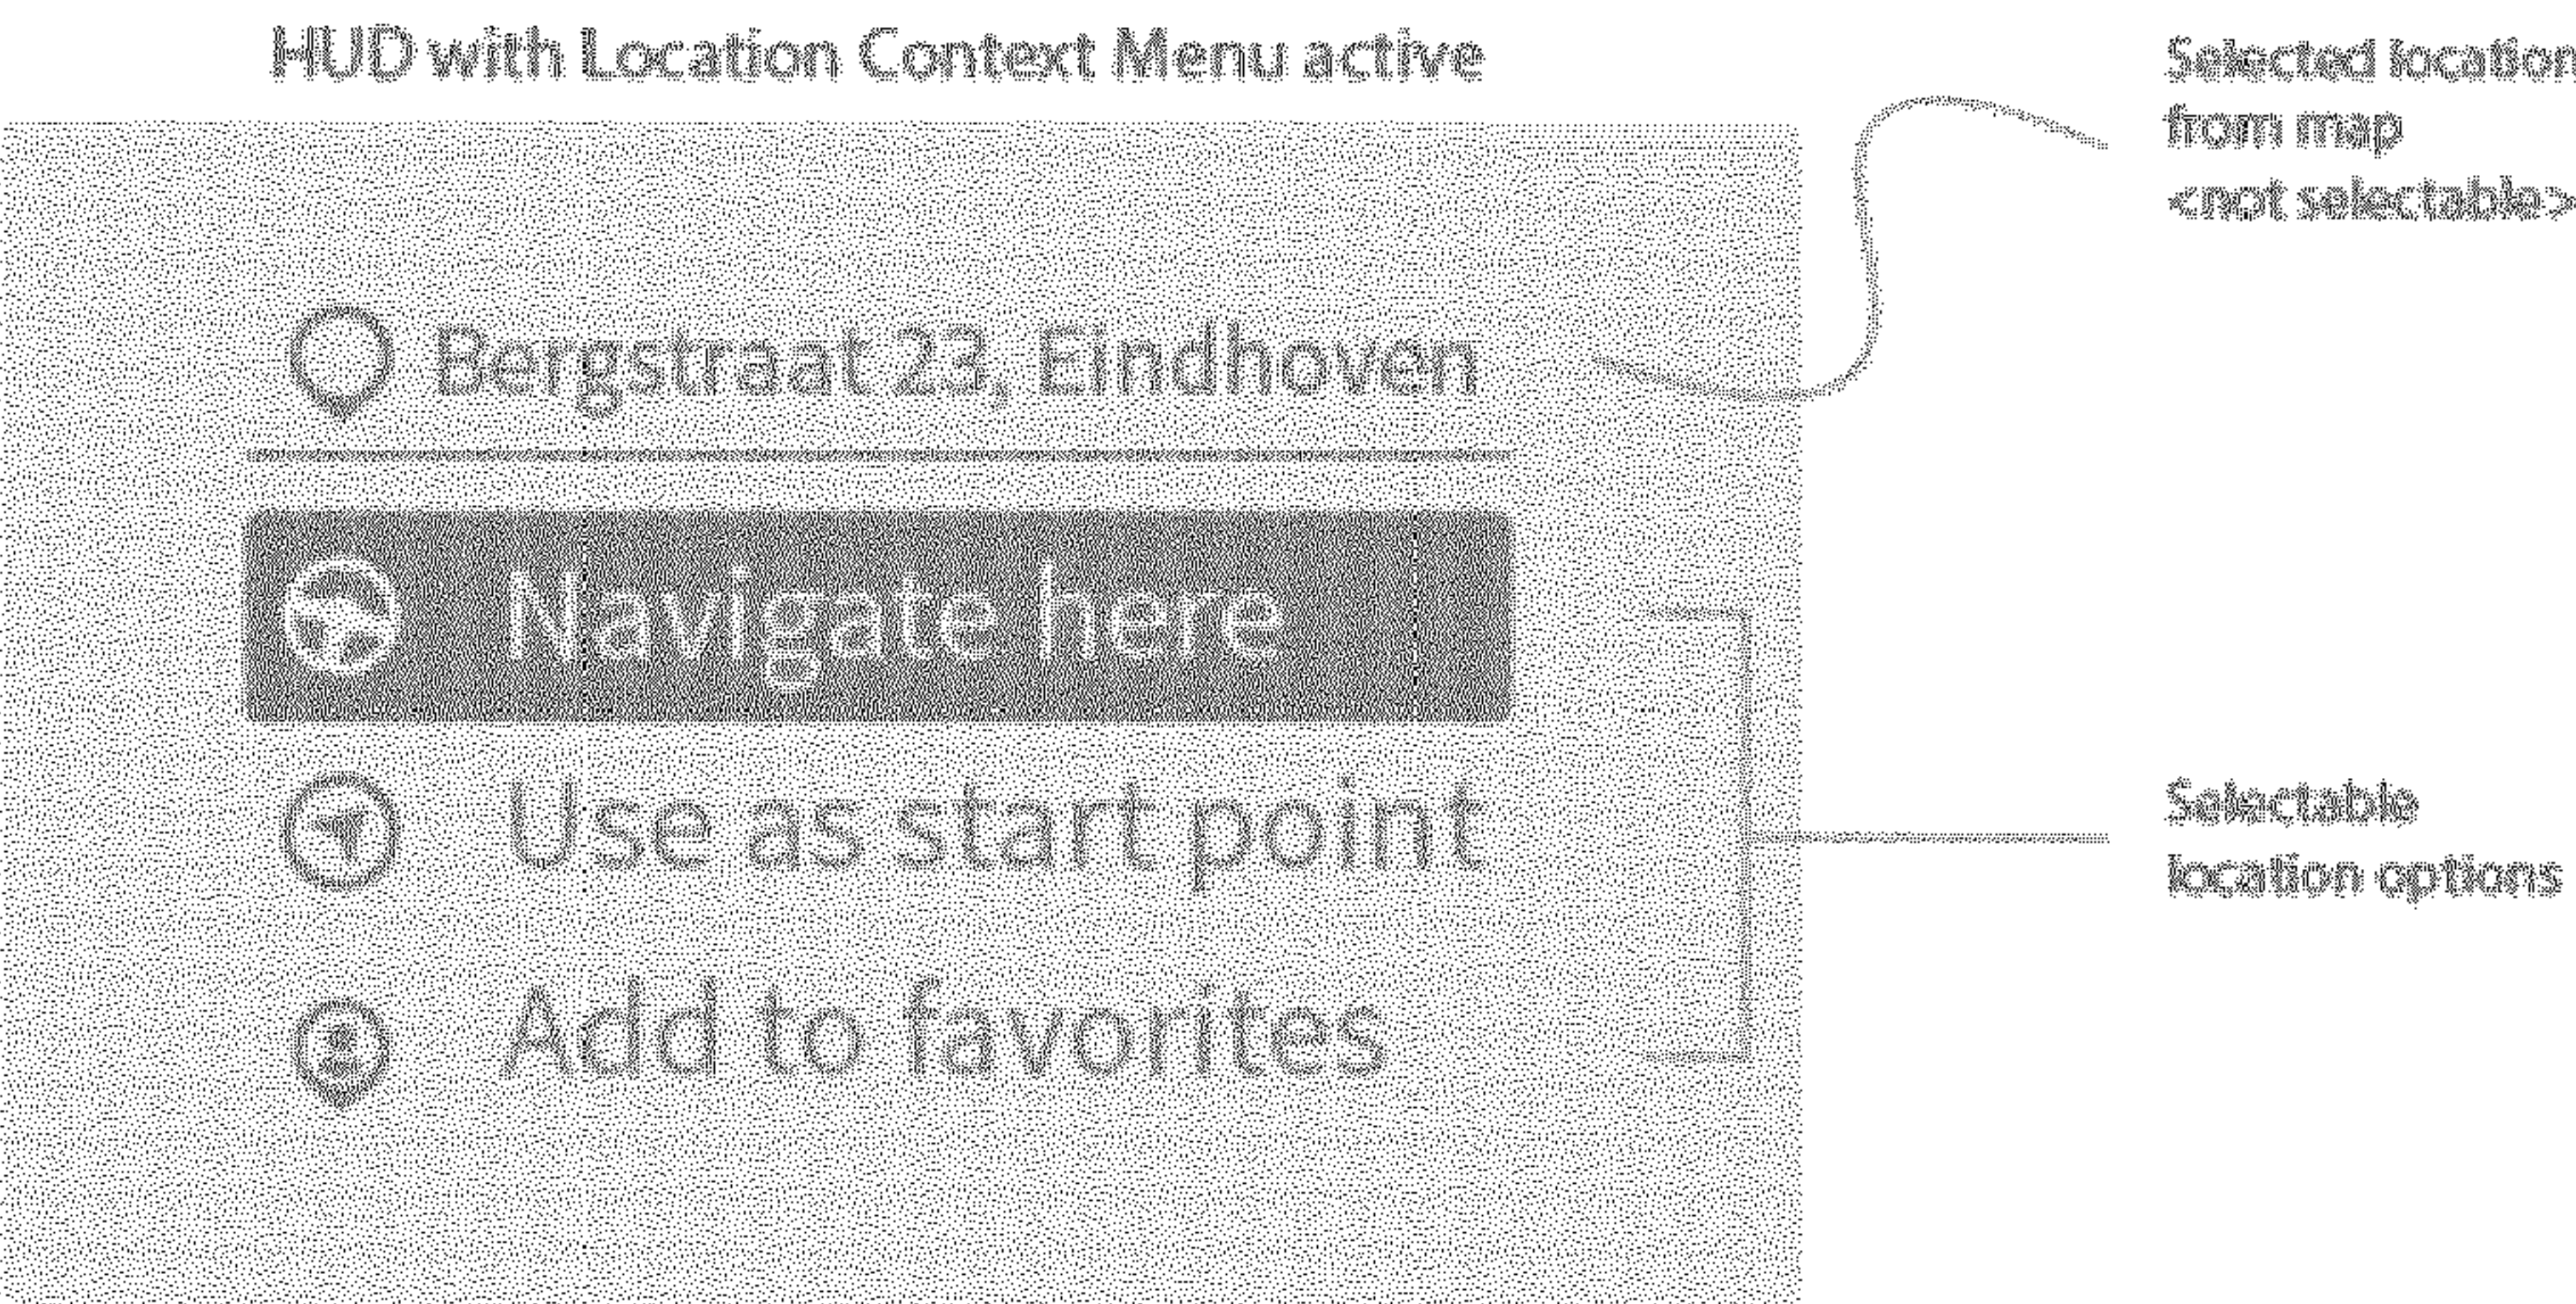 HUD with Location Context Menu active
Selected location
from map
<not selectable>
Bergstraat 23, Eindhoven
Navigate here
Use as start point
Add to favorites
Selectable
location options